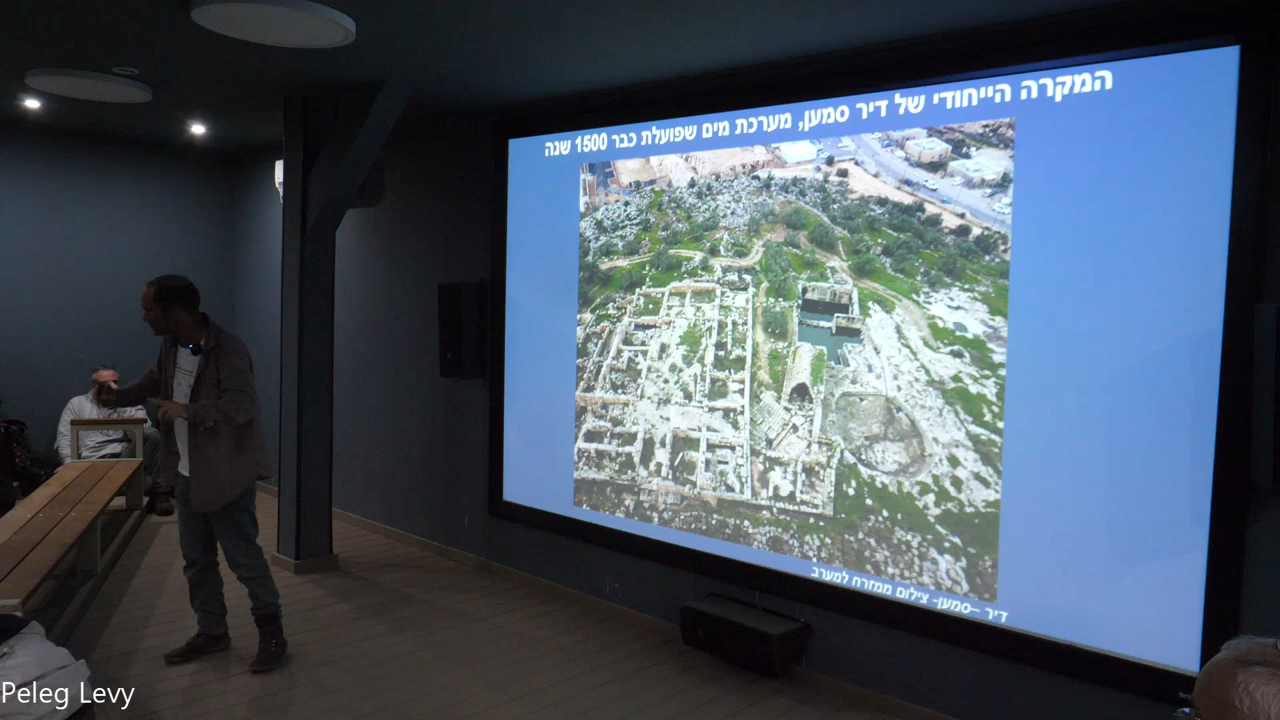 המקרה הייחודי של דיר סמען, מערכת מים שפועלת כבר 1500 שנה
דיר –סמען- צילום ממזרח למערב
Peleg Levy